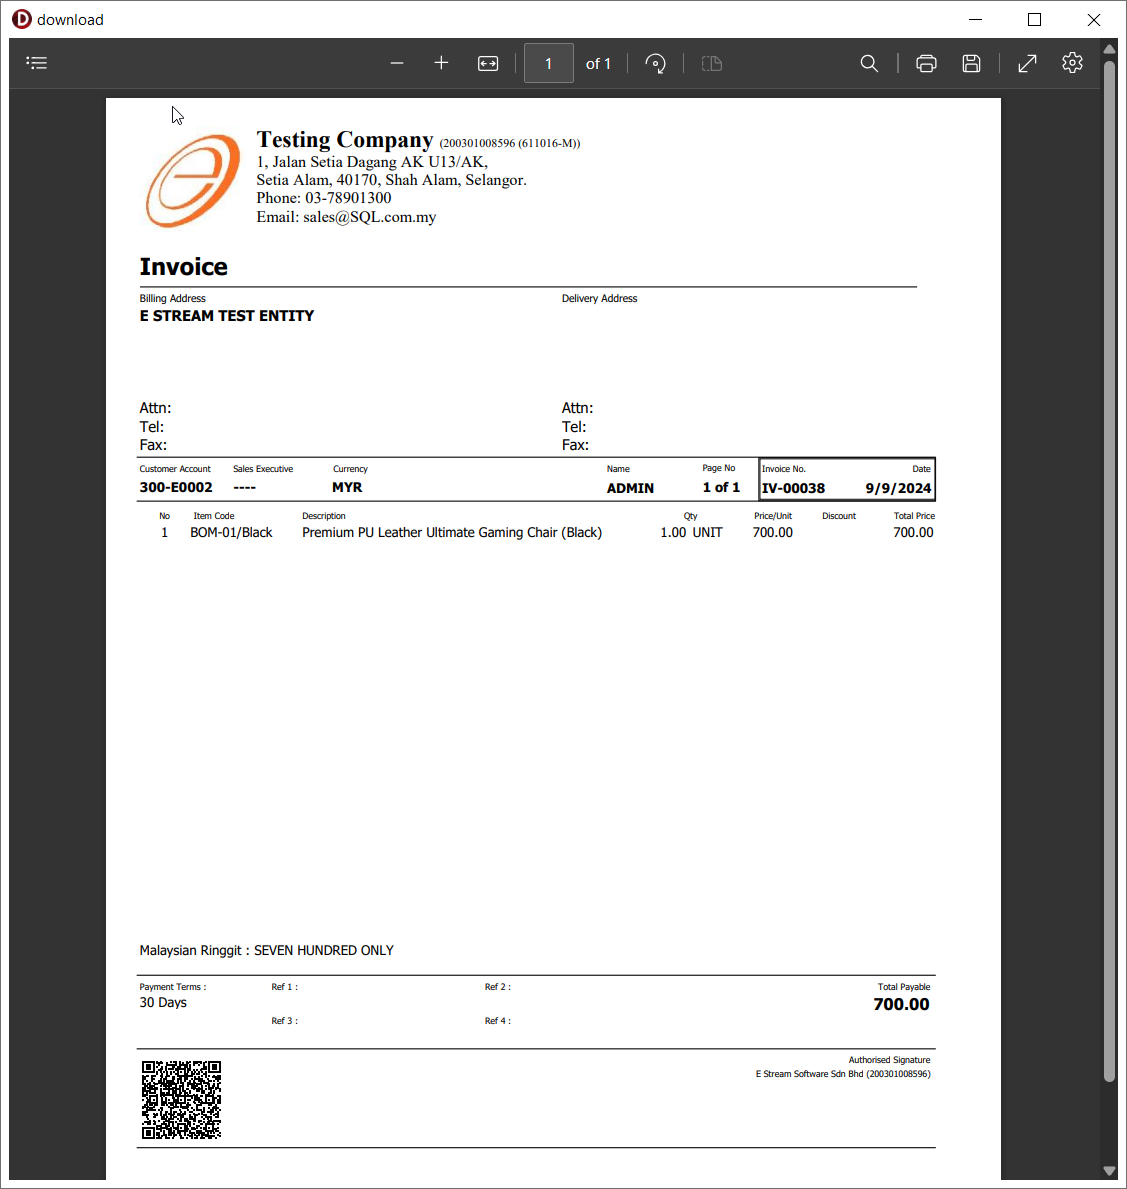 download
1 of 1
Testing Company (200301008596 (611016-M))
1, Jalan Setia Dagang AK U13/AK,
Setia Alam, 40170, Shah Alam, Selangor.
Phone: 03-78901300
Email: sales@SQL.com.my
Invoice
Billing Address Delivery Address
E STREAM TEST ENTITY
Attn: Attn:
Tel: Tel:
Fax: Fax:
Customer Account Sales Executive Currency Name Page No Invoice No. Date
300-E0002 ---- MYR ADMIN 1 of 1 IV-00038 9/9/2024
No Item Code Description Qty Price/Unit Discount Total Price
1 BOM-01/Black Premium PU Leather Ultimate Gaming Chair (Black) 1.00 UNIT 700.00 700.00
Malaysian Ringgit : SEVEN HUNDRED ONLY
Payment Terms : Ref 1 : Ref 2 : Total Payable
30 Days 700.00
Ref 3 : Ref 4 :
Authorised Signature
E Stream Software Sdn Bhd (200301008596)